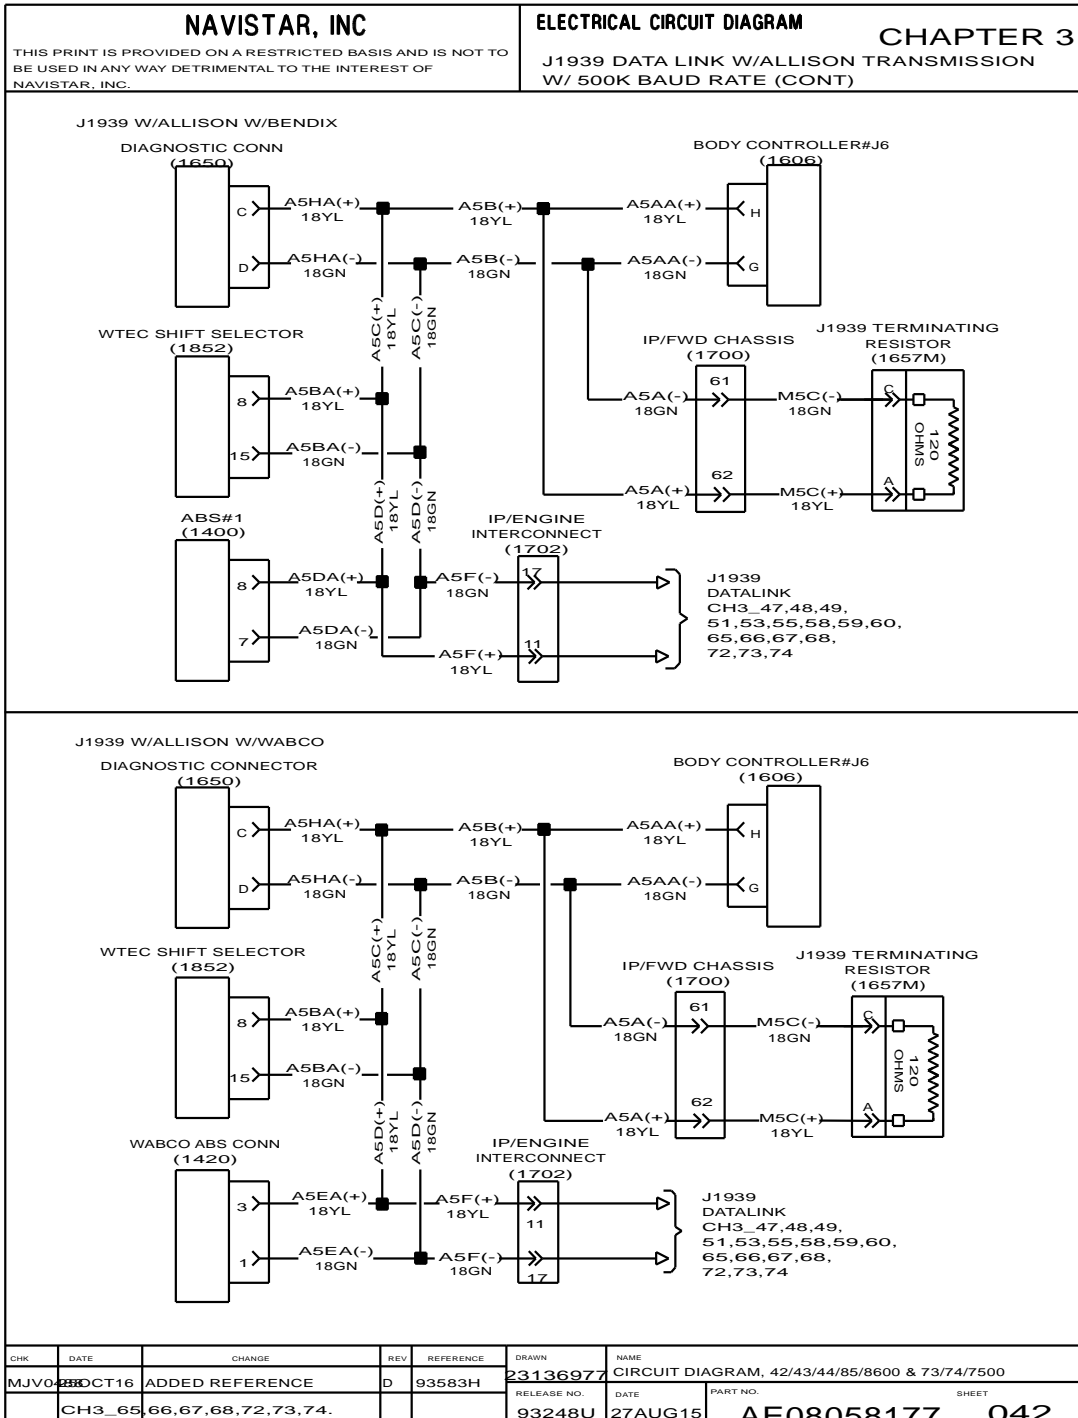 NAVISTAR, INC
THIS PRINT IS PROVIDED ON A RESTRICTED BASIS AND IS NOT TO
BE USED IN ANY WAY DETRIMENTAL TO THE INTEREST OF
NAVISTAR, INC.
ELECTRICAL CIRCUIT DIAGRAM
CHAPTER 3
J1939 DATA LINK W/ALLISON TRANSMISSION
W/ 500K BAUD RATE (CONT)
J1939 W/ALLISON W/BENDIX
DIAGNOSTIC CONN
(1650)
BODY CONTROLLER#J6
(1606)
C
A5HA(+)
18YL
A5B(+)
18YL
A5AA(+)
18YL
H
D
A5HA(-)
18GN
A5B(-)
18GN
A5AA(-)
18GN
G
A5C(+)
18YL
A5C(-)
18GN
WTEC SHIFT SELECTOR
(1852)
IP/FWD CHASSIS
(1700)
J1939 TERMINATING
RESISTOR
(1657M)
8
A5BA(+)
18YL
A5A(-)
18GN
61
M5C(-)
18GN
C
15
A5BA(-)
18GN
120
OHMS
A5D(+)
18YL
A5D(-)
18GN
A5A(+)
18YL
62
M5C(+)
18YL
A
ABS#1
(1400)
IP/ENGINE
INTERCONNECT
(1702)
8
A5DA(+)
18YL
A5F(-)
18GN
17
7
A5DA(-)
18GN
A5F(+)
18YL
11
J1939
DATALINK
CH3_47,48,49,
51,53,55,58,59,60,
65,66,67,68,
72,73,74
J1939 W/ALLISON W/WABCO
DIAGNOSTIC CONNECTOR
(1650)
BODY CONTROLLER#J6
(1606)
C
A5HA(+)
18YL
A5B(+)
18YL
A5AA(+)
18YL
H
D
A5HA(-)
18GN
A5B(-)
18GN
A5AA(-)
18GN
G
A5C(+)
18YL
A5C(-)
18GN
WTEC SHIFT SELECTOR
(1852)
IP/FWD CHASSIS
(1700)
J1939 TERMINATING
RESISTOR
(1657M)
8
A5BA(+)
18YL
A5A(-)
18GN
61
M5C(-)
18GN
C
15
A5BA(-)
18GN
120
OHMS
A5D(+)
18YL
A5D(-)
18GN
A5A(+)
18YL
62
M5C(+)
18YL
A
WABCO ABS CONN
(1420)
IP/ENGINE
INTERCONNECT
(1702)
3
A5EA(+)
18YL
A5F(+)
18YL
11
1
A5EA(-)
18GN
A5F(-)
18GN
17
J1939
DATALINK
CH3_47,48,49,
51,53,55,58,59,60,
65,66,67,68,
72,73,74
CHK DATE CHANGE REV REFERENCE
OCT16 ADDED REFERENCE D 93583H
CH3_65,66,67,68,72,73,74.
DRAWN
23136977
NAME
CIRCUIT DIAGRAM, 42/43/44/85/8600 & 73/74/7500
RELEASE NO.
93248U
DATE
27AUG15
PART NO.
AE08058177
SHEET
042